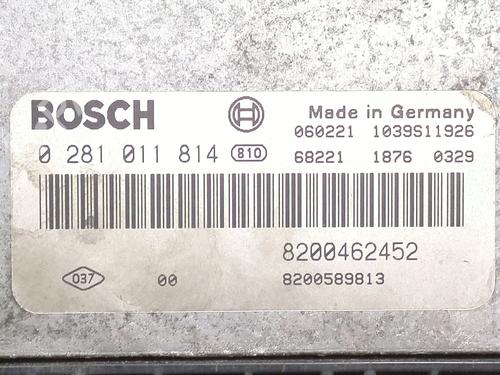 BOSCH
Made in Germany
060221 1039S11926
0 281 011 814 810
68221 1876 0329
8200462452
037 00 8200589813